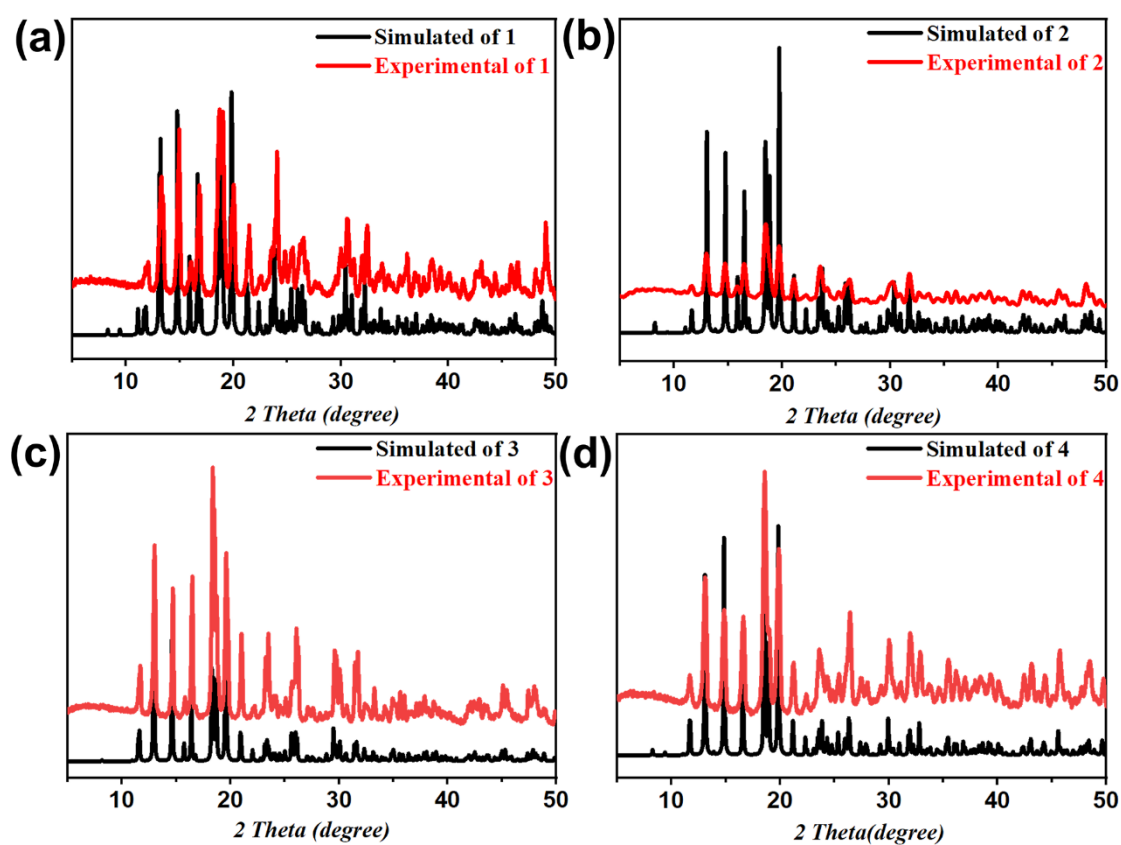 (a)
Simulated of 1
Experimental of 1
10 20 30 40 50
2 Theta (degree)
(b)
Simulated of 2
Experimental of 2
10 20 30 40 50
2 Theta (degree)
(c)
Simulated of 3
Experimental of 3
10 20 30 40 50
2 Theta (degree)
(d)
Simulated of 4
Experimental of 4
10 20 30 40 50
2 Theta(degree)